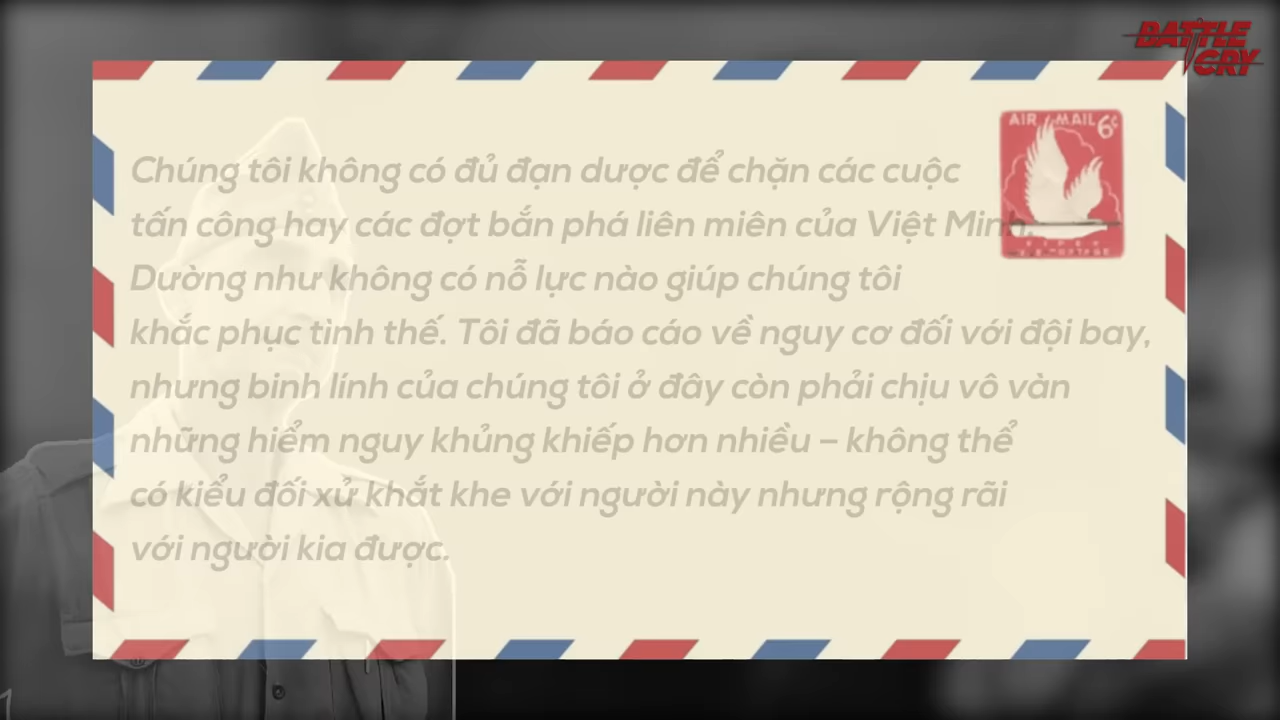 BATTLE
CRY
AIR MAIL 6¢
Chúng tôi không có đủ đạn dược để chặn các cuộc
tấn công hay các đợt bắn phá liên miên của Việt Minh.
Dường như không có nỗ lực nào giúp chúng tôi
khắc phục tình thế. Tôi đã báo cáo về nguy cơ đối với đội bay,
nhưng binh lính của chúng tôi ở đây còn phải chịu vô vàn
những hiểm nguy khủng khiếp hơn nhiều – không thể
có kiểu đối xử khắt khe với người này nhưng rộng rãi
với người kia được.